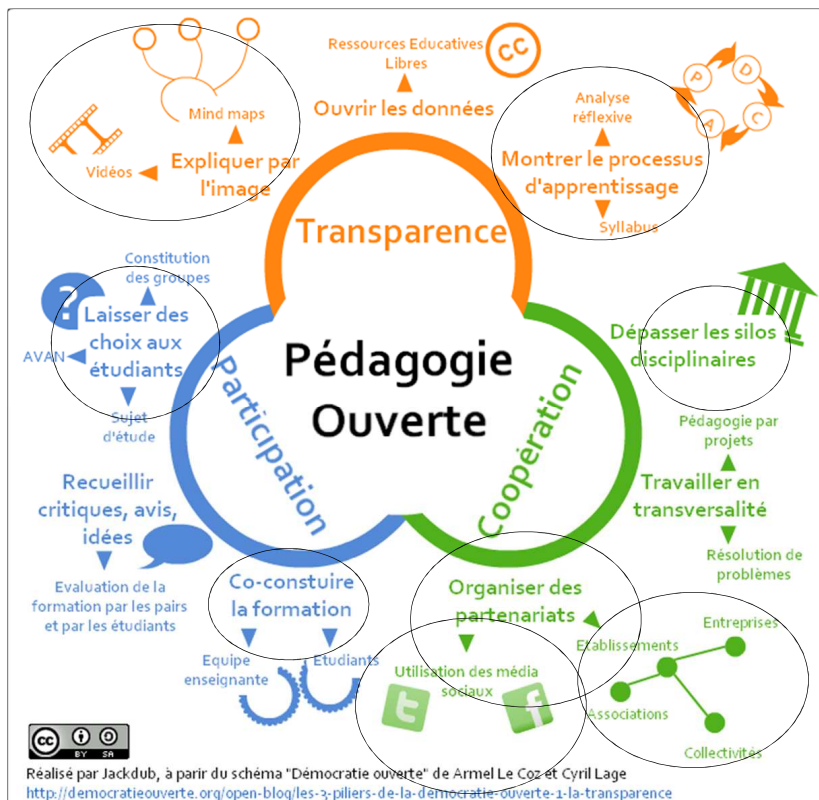 Ressources Educatives
Libres
CC
Ouvrir les données
Mind maps
Vidéos
Expliquer par
l'image
Analyse
réflexive
P
D
C
A
Montrer le processus
d'apprentissage
Syllabus
Transparence
Constitution
des groupes
?
Laisser des
choix aux
étudiants
AVAN
Sujet
d'étude
Pédagogie
Ouverte
Participation
Coopération
Dépasser les silos
disciplinaires
Pédagogie par
projets
Travailler en
transversalité
Résolution de
problèmes
Recueillir
critiques, avis,
idées
Evaluation de la
formation par les pairs
et par les étudiants
Co-constuire
la formation
Equipe
enseignante
Etudiants
Organiser des
partenariats
Utilisation des média
sociaux
t
f
Etablissements
Entreprises
Associations
Collectivités
cc
BY SA
Réalisé par Jackdub, à parir du schéma "Démocratie ouverte" de Armel Le Coz et Cyril Lage
http://democratieouverte.org/open-blog/les-3-piliers-de-la-democratie-ouverte-1-la-transparence